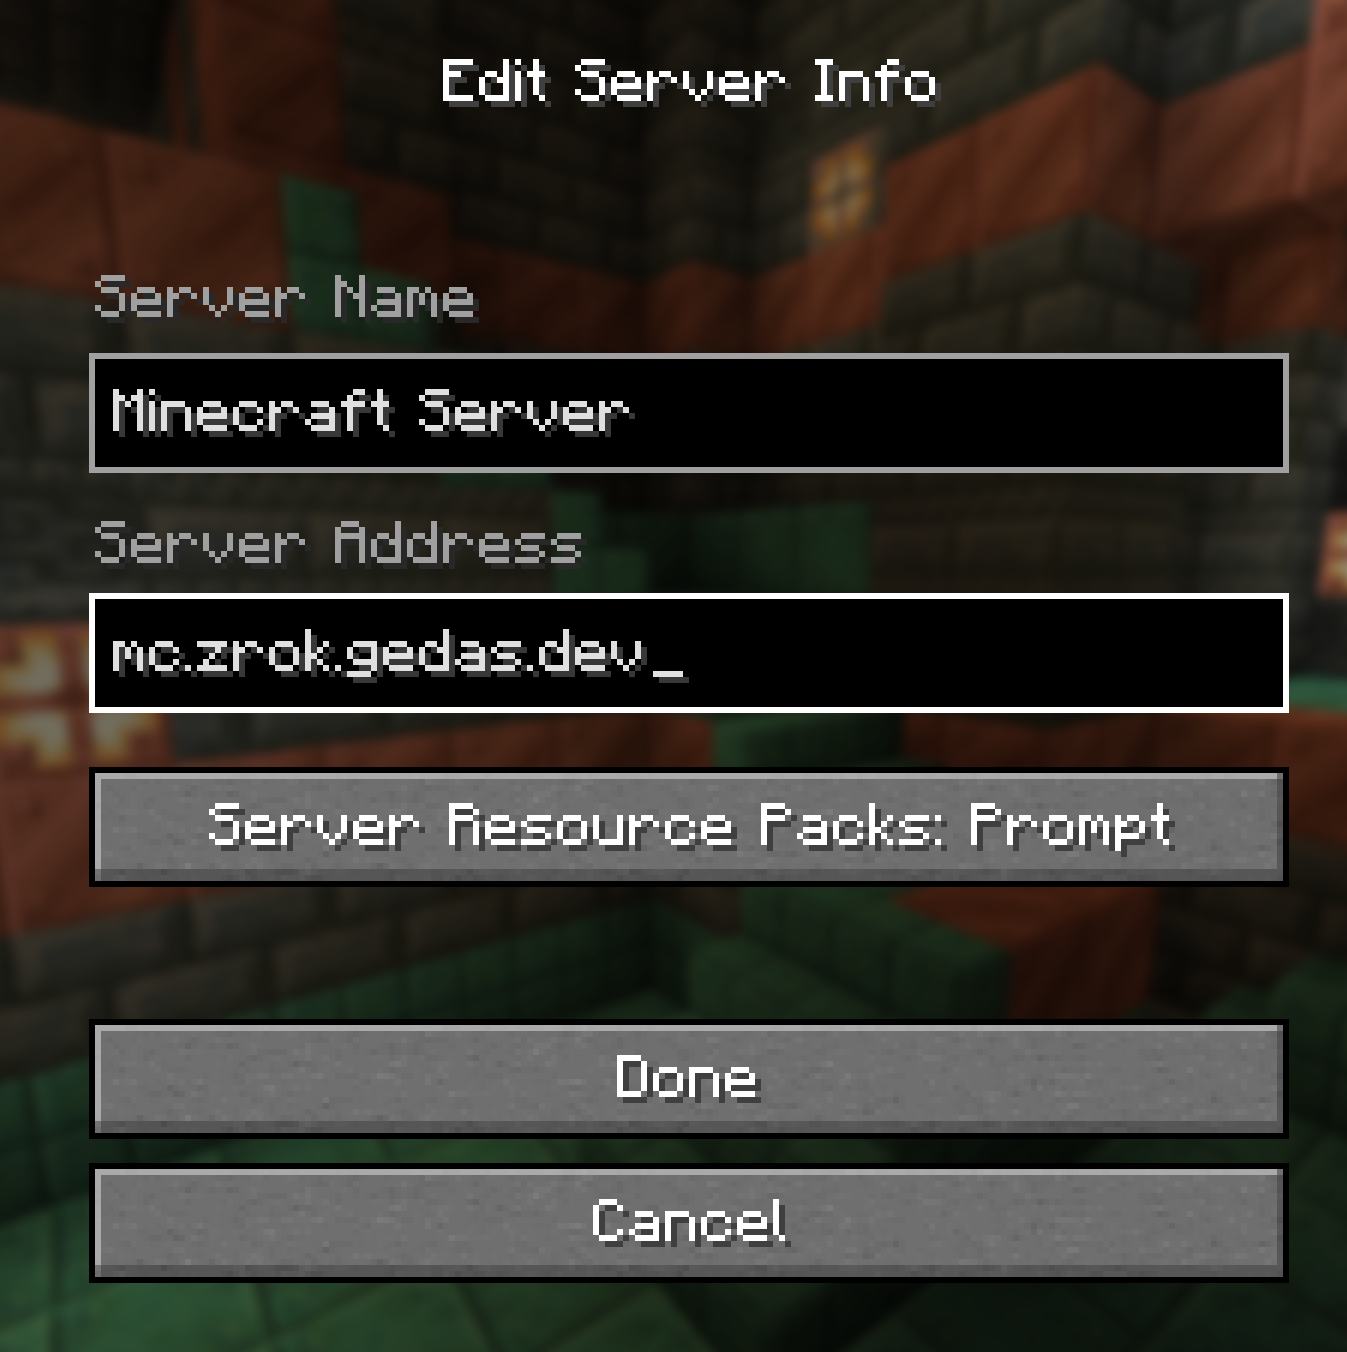 Edit Server Info
Server Name
Minecraft Server
Server Address
mc.zrok.gedas.dev_
Server Resource Packs: Prompt
Done
Cancel